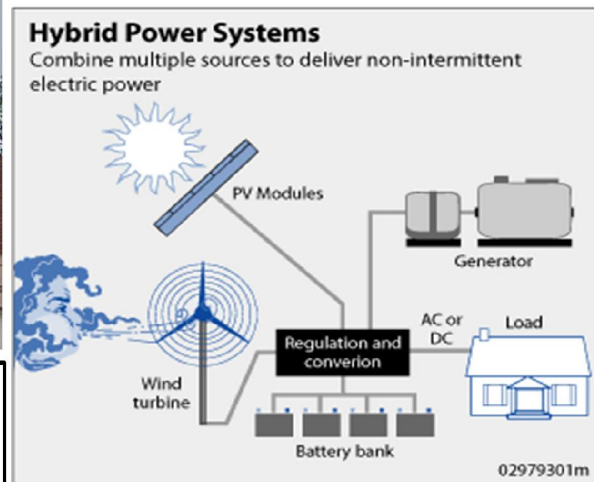 Hybrid Power Systems
Combine multiple sources to deliver non-intermittent
electric power
PV Modules
Generator
AC or
DC
Load
Regulation and
converion
Wind
turbine
Battery bank
02979301m